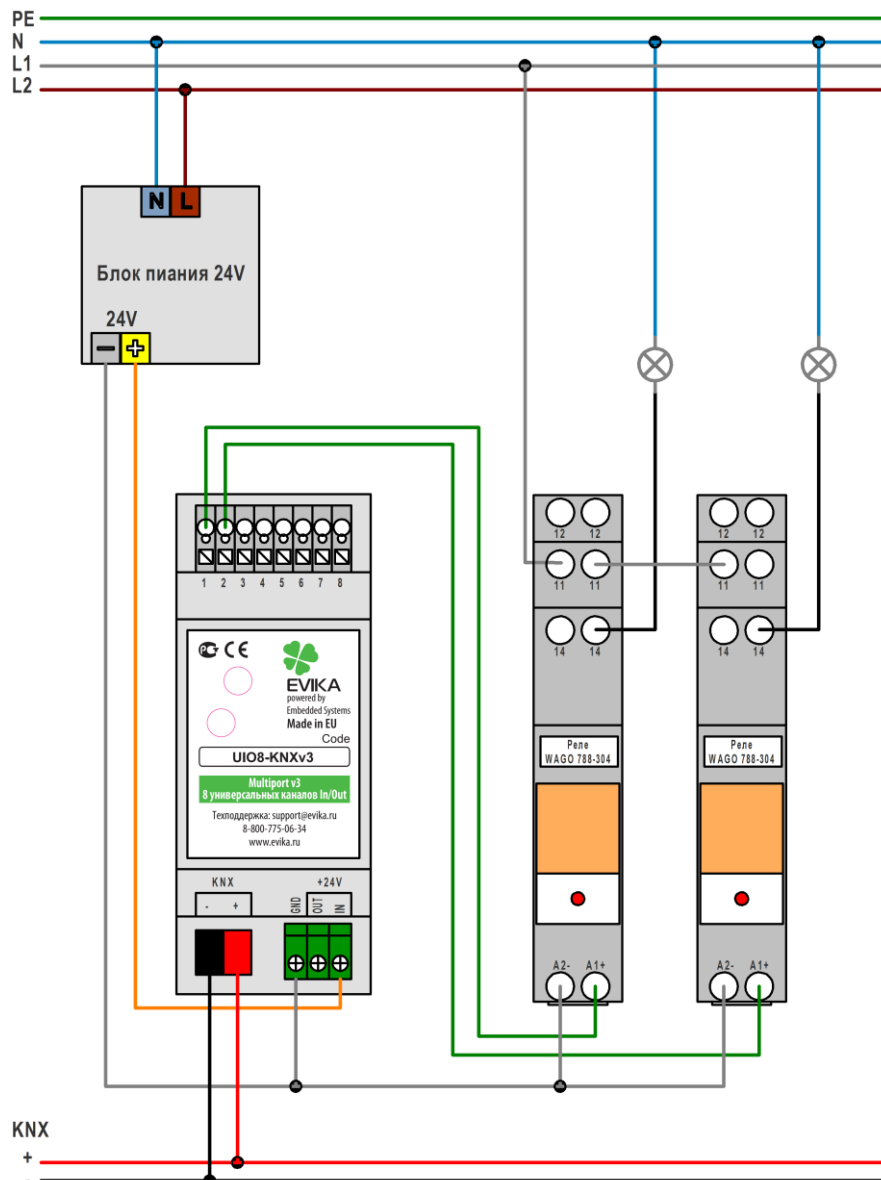 PE
N
L1
L2
N L
Блок пиания 24V
24V
− +
1 2 3 4 5 6 7 8
12 12
11 11
14 14
12 12
11 11
14 14
PG CE
EVIKA
powered by
Embedded Systems
Made in EU
Code
UIO8-KNXv3
Multiport v3
8 универсальных каналов In/Out
Техподдержка: support@evika.ru
8-800-775-06-34
www.evika.ru
Реле
WAGO 788-304
Реле
WAGO 788-304
KNX +24V
- + GND OUT IN
A2- A1+
A2- A1+
KNX
+
-